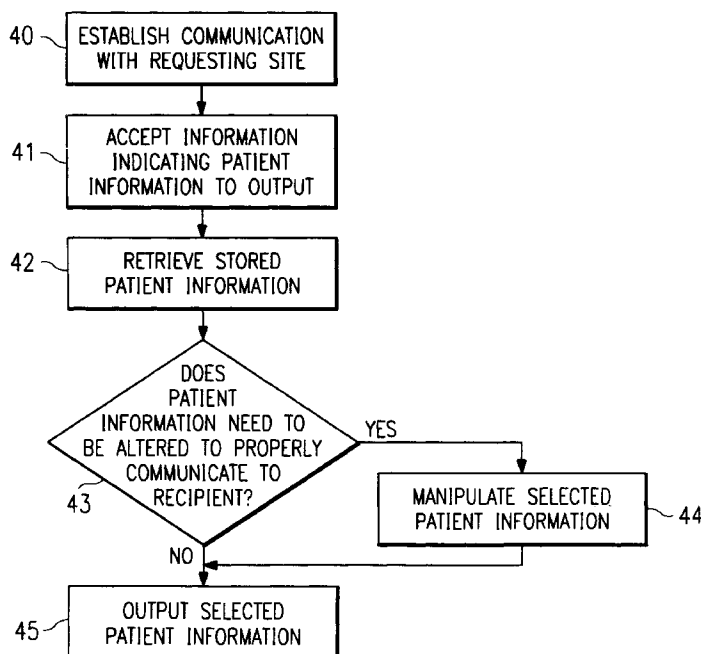 40
ESTABLISH COMMUNICATION
WITH REQUESTING SITE
41
ACCEPT INFORMATION
INDICATING PATIENT
INFORMATION TO OUTPUT
42
RETRIEVE STORED
PATIENT INFORMATION
DOES
PATIENT
INFORMATION NEED TO
BE ALTERED TO PROPERLY
COMMUNICATE TO
RECIPIENT?
43
YES
MANIPULATE SELECTED
PATIENT INFORMATION
44
NO
45
OUTPUT SELECTED
PATIENT INFORMATION